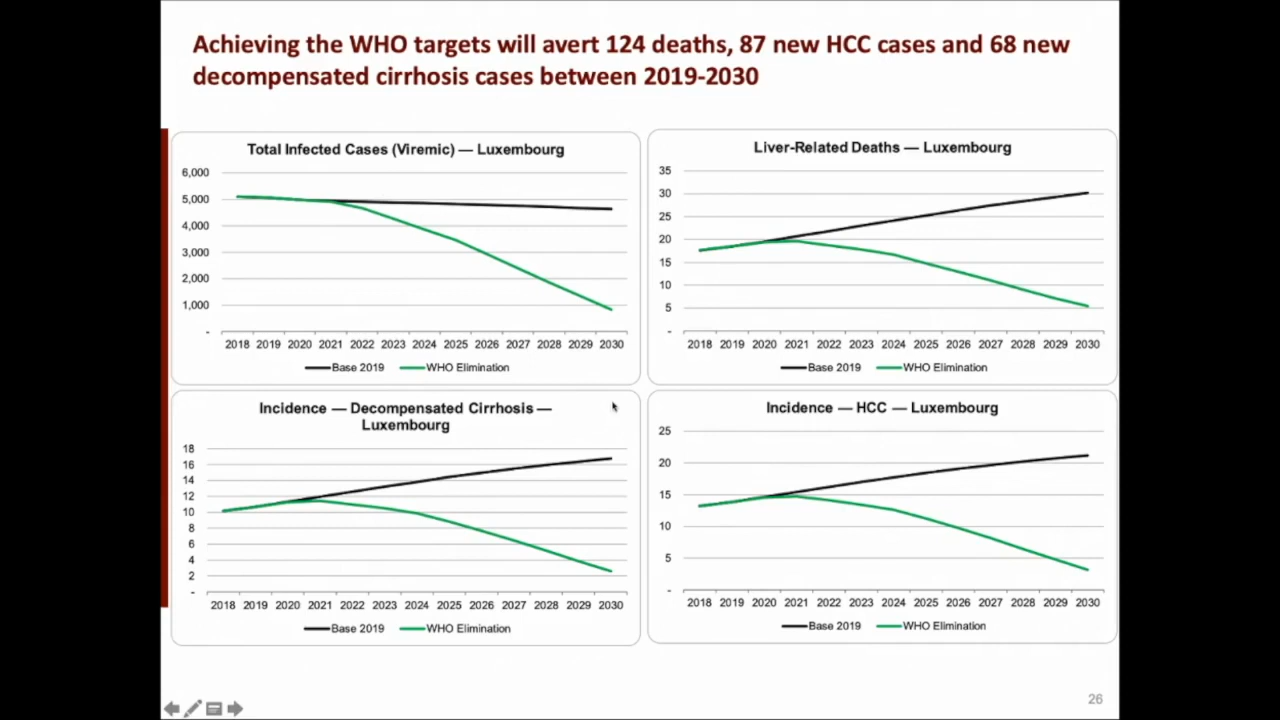 Achieving the WHO targets will avert 124 deaths, 87 new HCC cases and 68 new
decompensated cirrhosis cases between 2019-2030
Total Infected Cases (Viremic) — Luxembourg
6,000
5,000
4,000
3,000
2,000
1,000
-
2018 2019 2020 2021 2022 2023 2024 2025 2026 2027 2028 2029 2030
Base 2019 WHO Elimination
Liver-Related Deaths — Luxembourg
35
30
25
20
15
10
5
-
2018 2019 2020 2021 2022 2023 2024 2025 2026 2027 2028 2029 2030
Base 2019 WHO Elimination
Incidence — Decompensated Cirrhosis —
Luxembourg
18
16
14
12
10
8
6
4
2
-
2018 2019 2020 2021 2022 2023 2024 2025 2026 2027 2028 2029 2030
Base 2019 WHO Elimination
Incidence — HCC — Luxembourg
25
20
15
10
5
-
2018 2019 2020 2021 2022 2023 2024 2025 2026 2027 2028 2029 2030
Base 2019 WHO Elimination
26